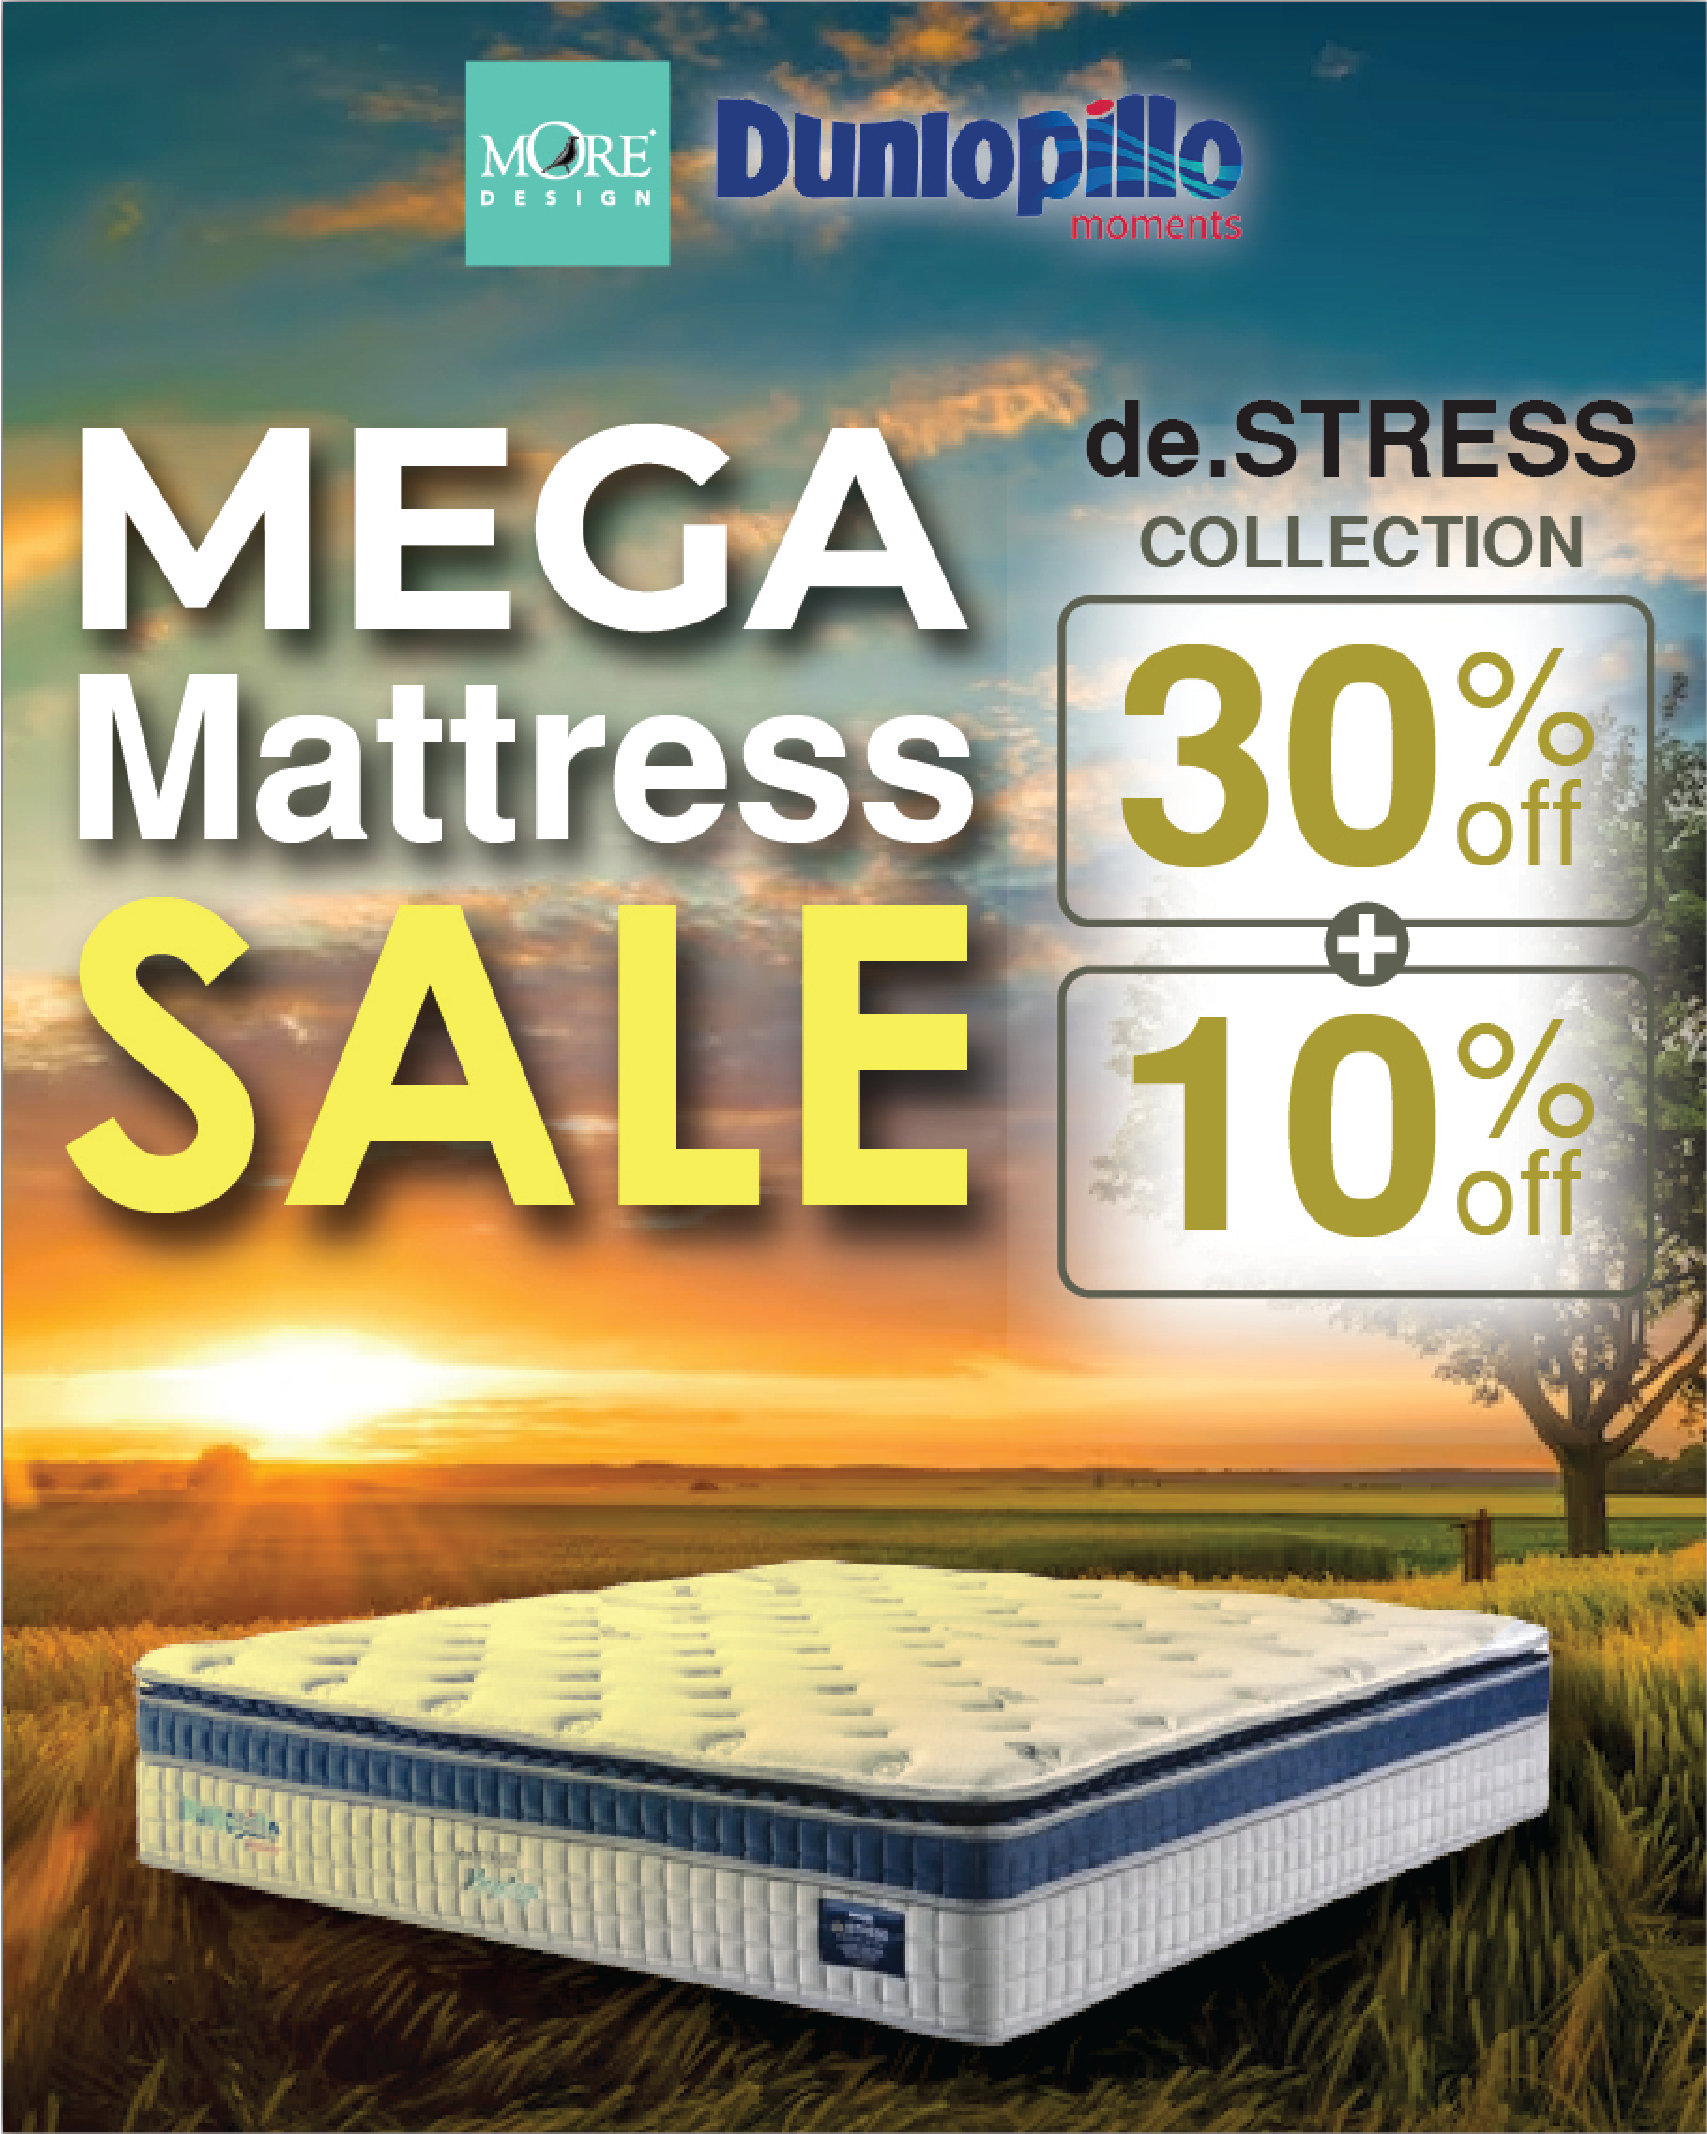 MORE
DESIGN
Dunlopillo
moments
MEGA
Mattress
SALE
de.STRESS
COLLECTION
30%
off
+
10%
off